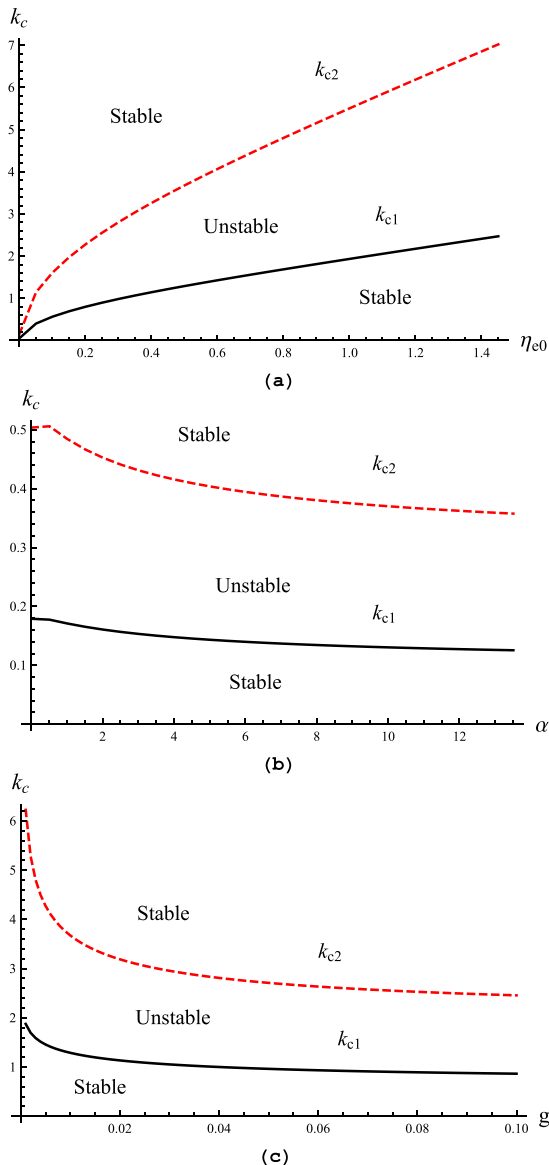 k_c
7
k_c2
6
Stable
5
4
3
Unstable
k_c1
2
1
Stable
0.2 0.4 0.6 0.8 1.0 1.2 1.4
η_e0
(a)
k_c
0.5
Stable
k_c2
0.4
0.3
Unstable
0.2
k_c1
0.1
Stable
2 4 6 8 10 12
α
(b)
k_c
6
5
Stable
4
k_c2
3
2
Unstable
k_c1
1
Stable
0.02 0.04 0.06 0.08 0.10
g
(c)